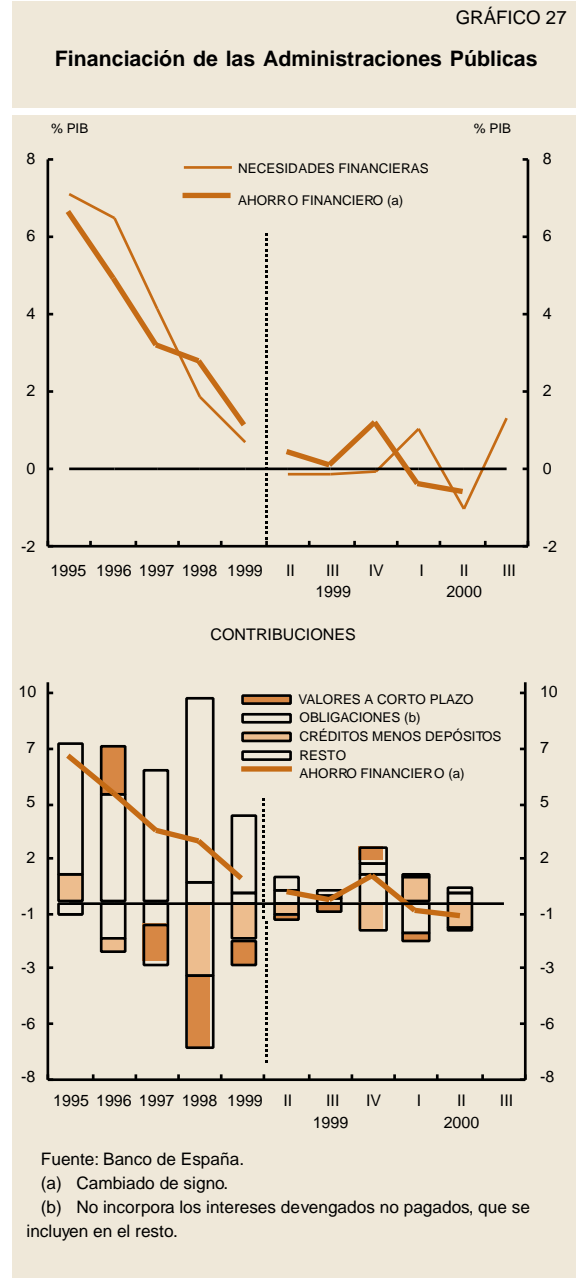 GRÁFICO 27
Financiación de las Administraciones Públicas
% PIB % PIB
NECESIDADES FINANCIERAS
AHORRO FINANCIERO (a)
8 8
6 6
4 4
2 2
0 0
-2 -2
1995 1996 1997 1998 1999 II III IV I II III
1999 2000
CONTRIBUCIONES
VALORES A CORTO PLAZO
OBLIGACIONES (b)
CRÉDITOS MENOS DEPÓSITOS
RESTO
AHORRO FINANCIERO (a)
10 10
7 7
5 5
2 2
-1 -1
-3 -3
-6 -6
-8 -8
1995 1996 1997 1998 1999 II III IV I II III
1999 2000
Fuente: Banco de España.
(a) Cambiado de signo.
(b) No incorpora los intereses devengados no pagados, que se
incluyen en el resto.